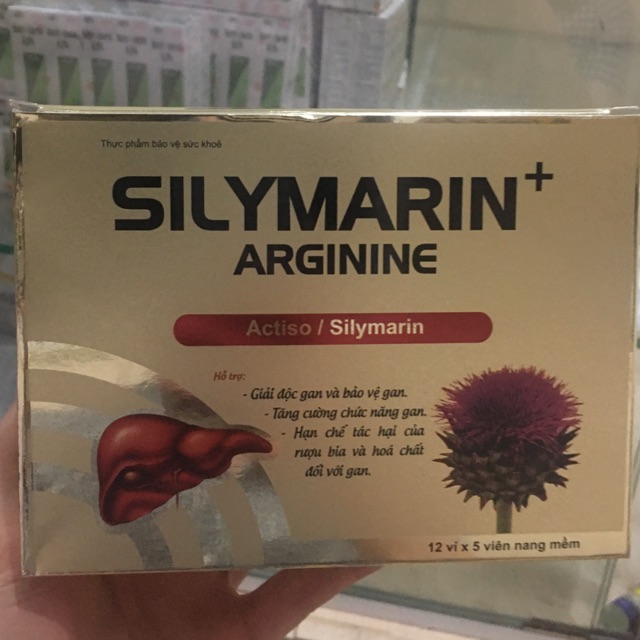 Thực phẩm bảo vệ sức khoẻ
SILYMARIN+
ARGININE
Actiso / Silymarin
Hỗ trợ:
- Giải độc gan và bảo vệ gan.
- Tăng cường chức năng gan.
- Hạn chế tác hại của
rượu bia và hoá chất
đối với gan.
12 vỉ x 5 viên nang mềm